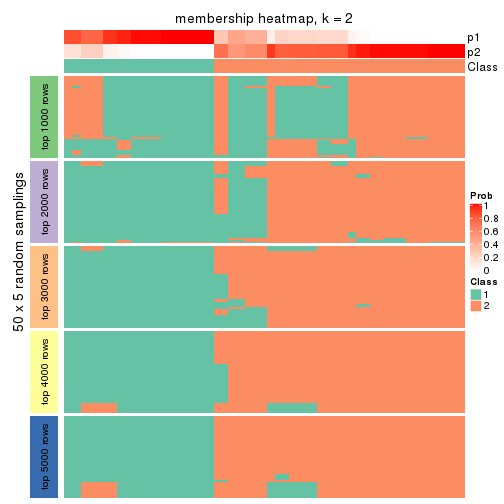 membership heatmap, k = 2
p1
p2
Class
50 x 5 random samplings
top 1000 rows
top 2000 rows
top 3000 rows
top 4000 rows
top 5000 rows
Prob
1
0.8
0.6
0.4
0.2
0
Class
1
2